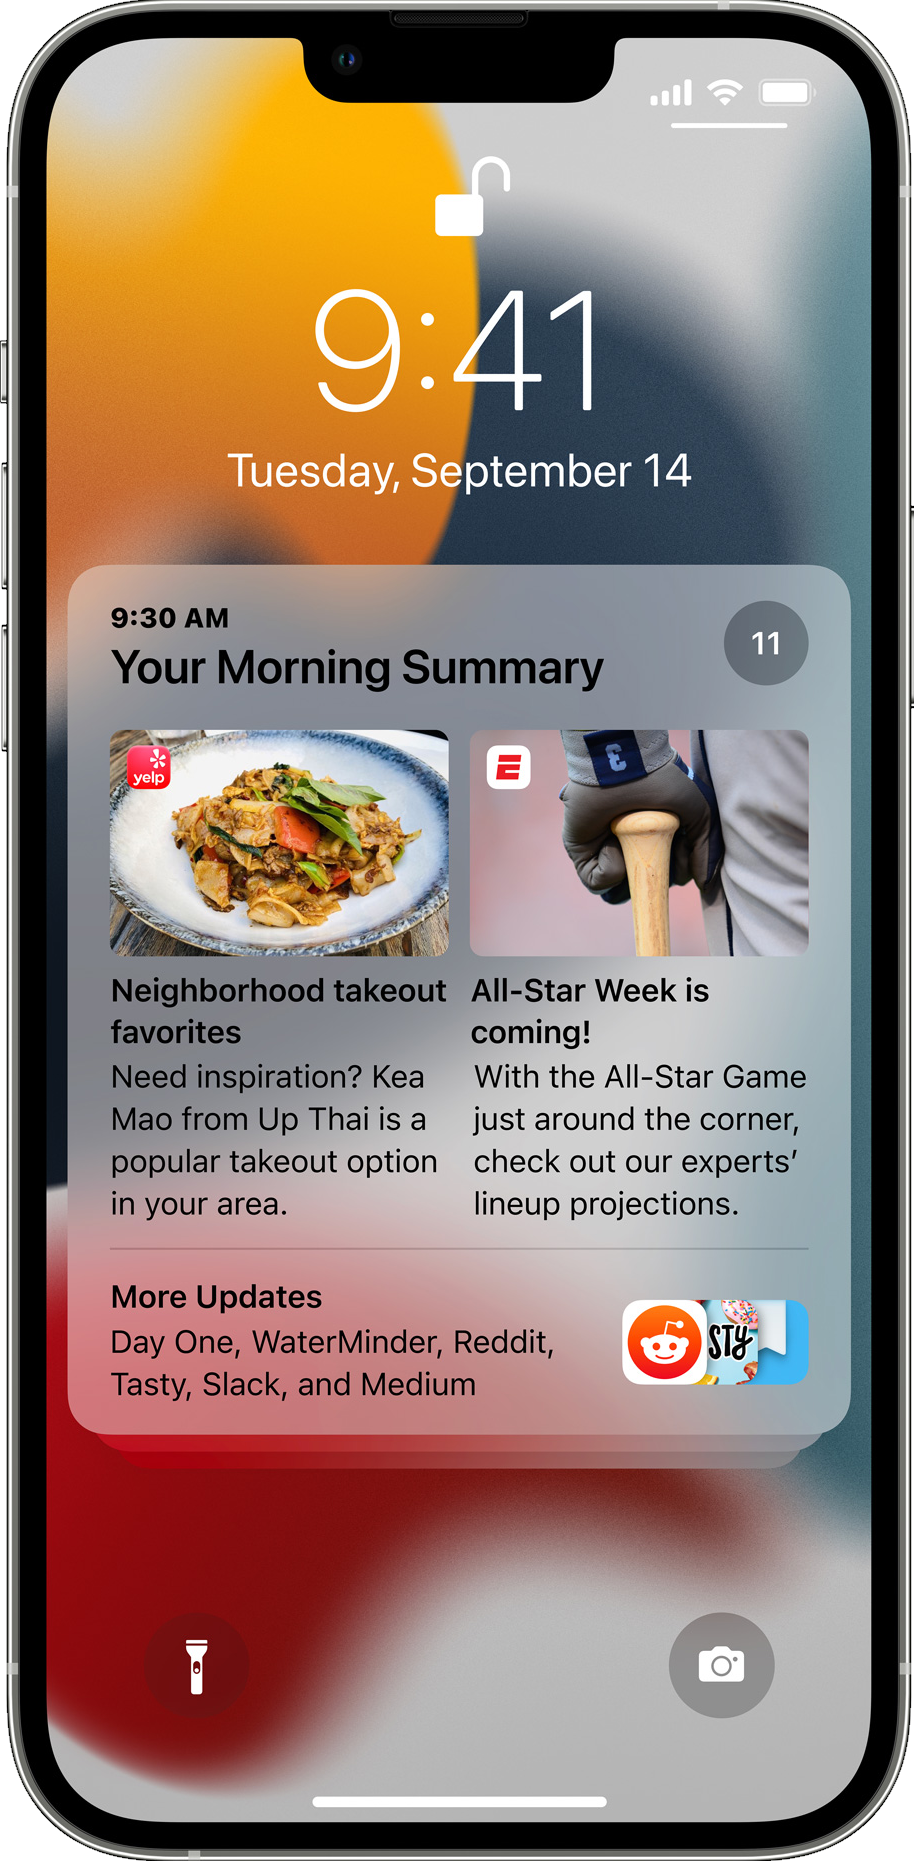 9:41
Tuesday, September 14
9:30 AM
Your Morning Summary
11
yelp
E
Neighborhood takeout
favorites
Need inspiration? Kea
Mao from Up Thai is a
popular takeout option
in your area.
All-Star Week is
coming!
With the All-Star Game
just around the corner,
check out our experts’
lineup projections.
More Updates
Day One, WaterMinder, Reddit,
Tasty, Slack, and Medium
STY